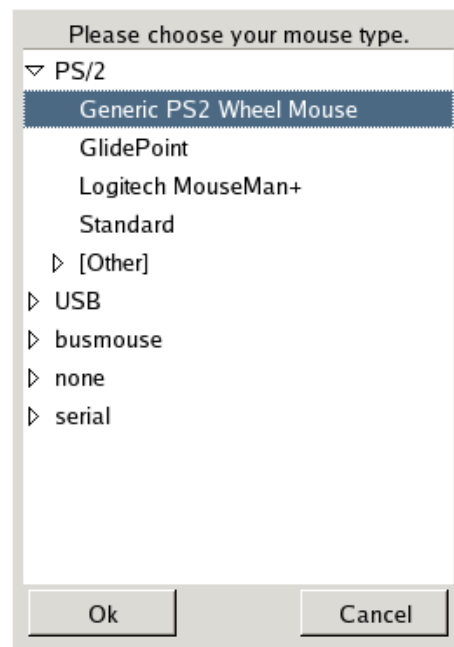 Please choose your mouse type.
PS/2
Generic PS2 Wheel Mouse
GlidePoint
Logitech MouseMan+
Standard
[Other]
USB
busmouse
none
serial
Ok
Cancel